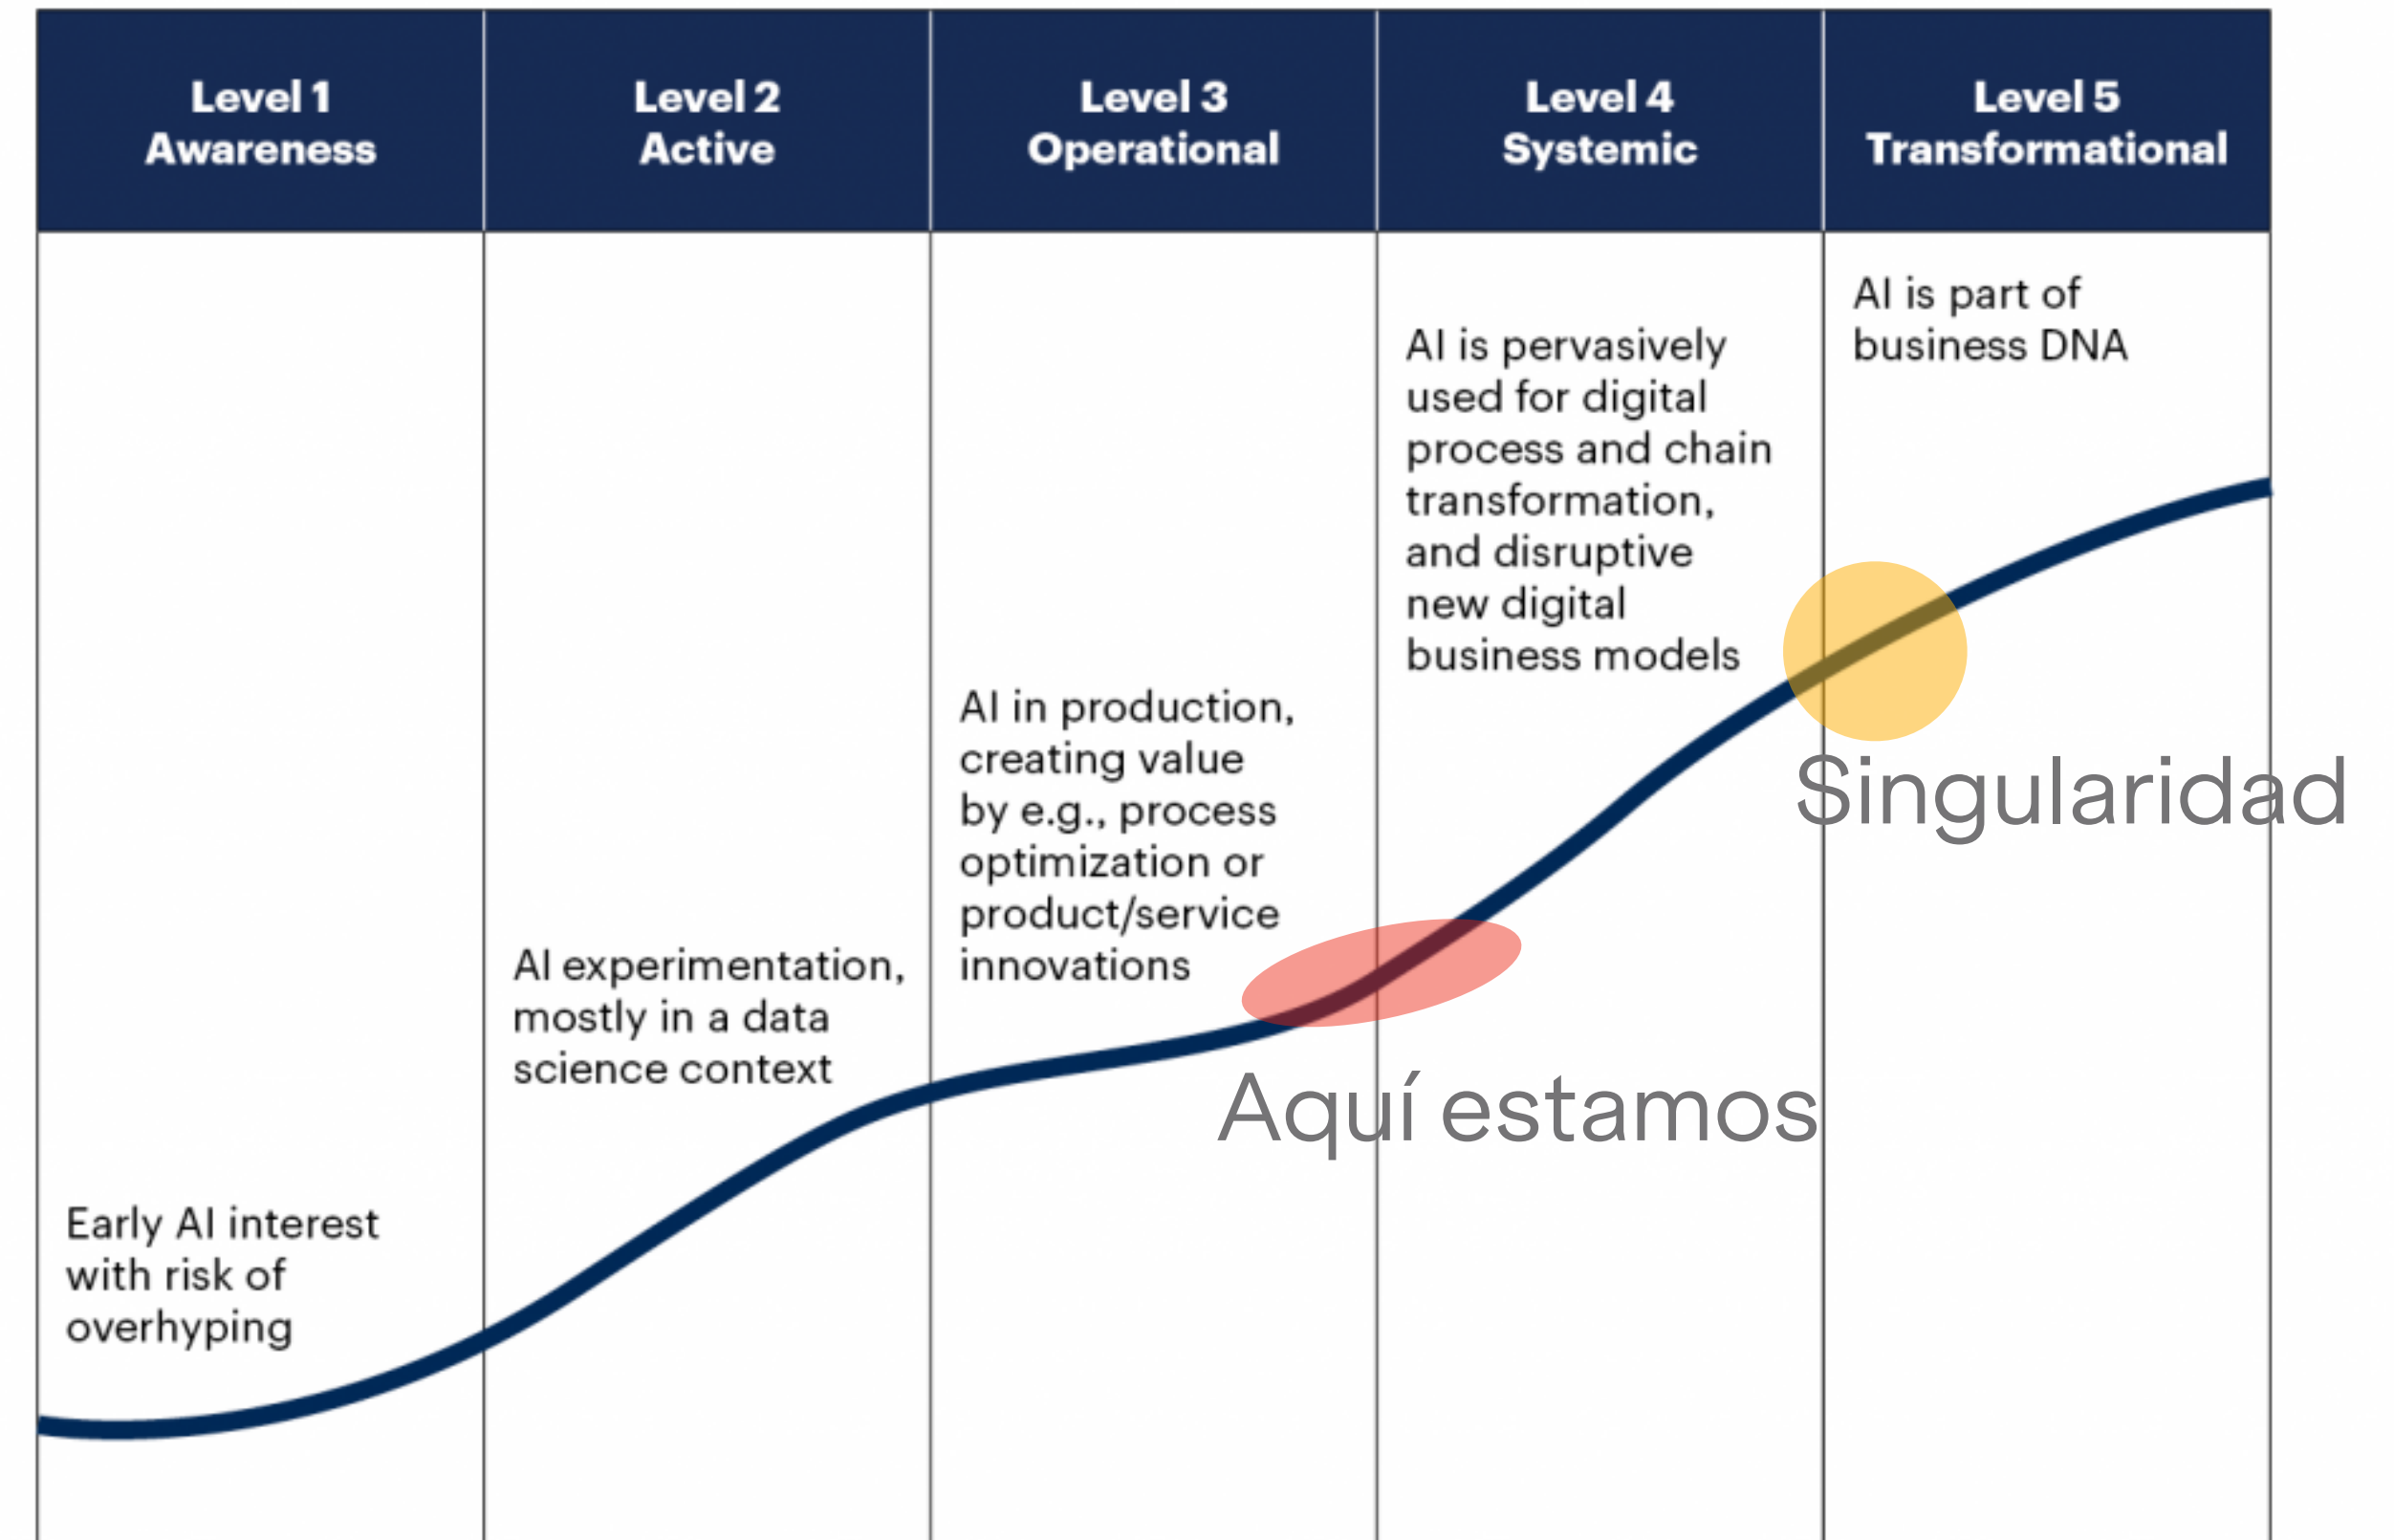 Level 1
Awareness
Level 2
Active
Level 3
Operational
Level 4
Systemic
Level 5
Transformational
Early AI interest
with risk of
overhyping
AI experimentation,
mostly in a data
science context
AI in production,
creating value
by e.g., process
optimization or
product/service
innovations
AI is pervasively
used for digital
process and chain
transformation,
and disruptive
new digital
business models
AI is part of
business DNA
Singularidad
Aquí estamos